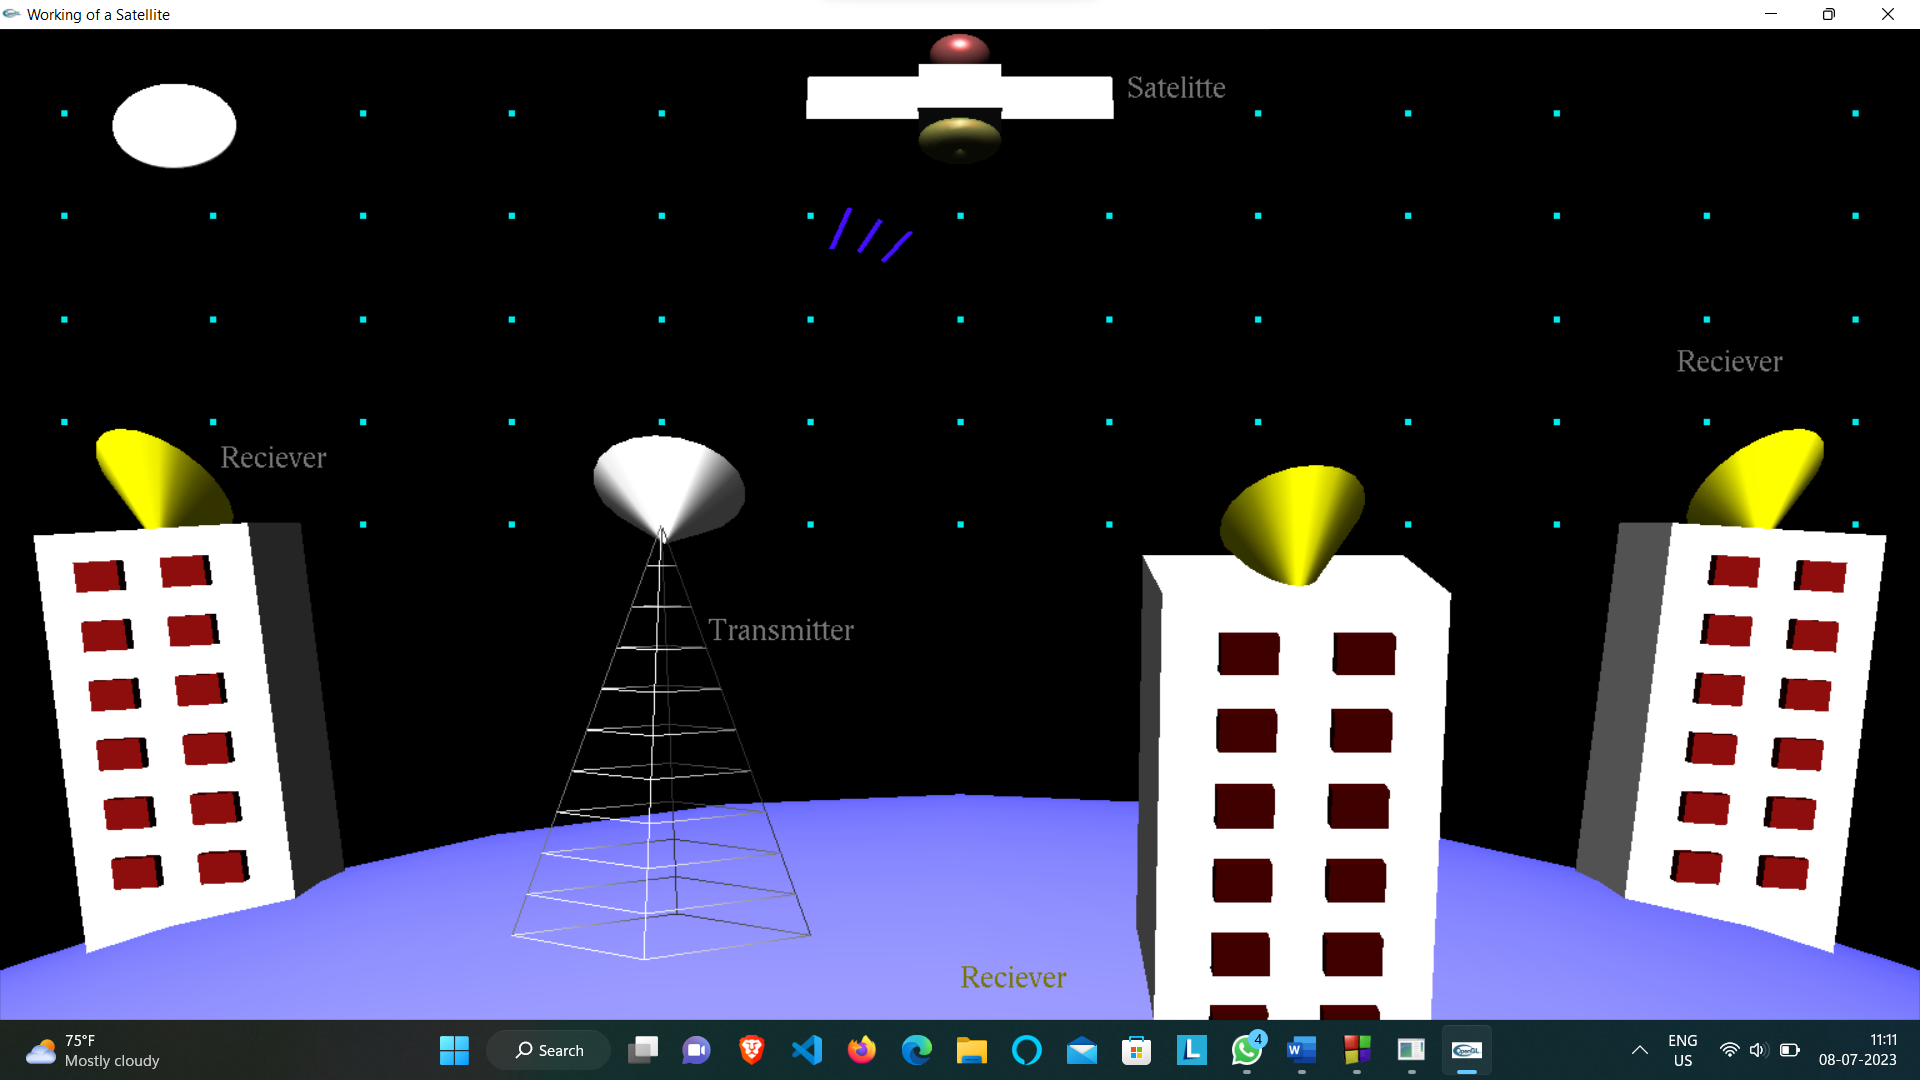 Working of a Satellite
Satelitte
Reciever
Reciever
Transmitter
Reciever
75°F
Mostly cloudy
Search
L
4
W
OpenGL
ENG
US
11:11
08-07-2023